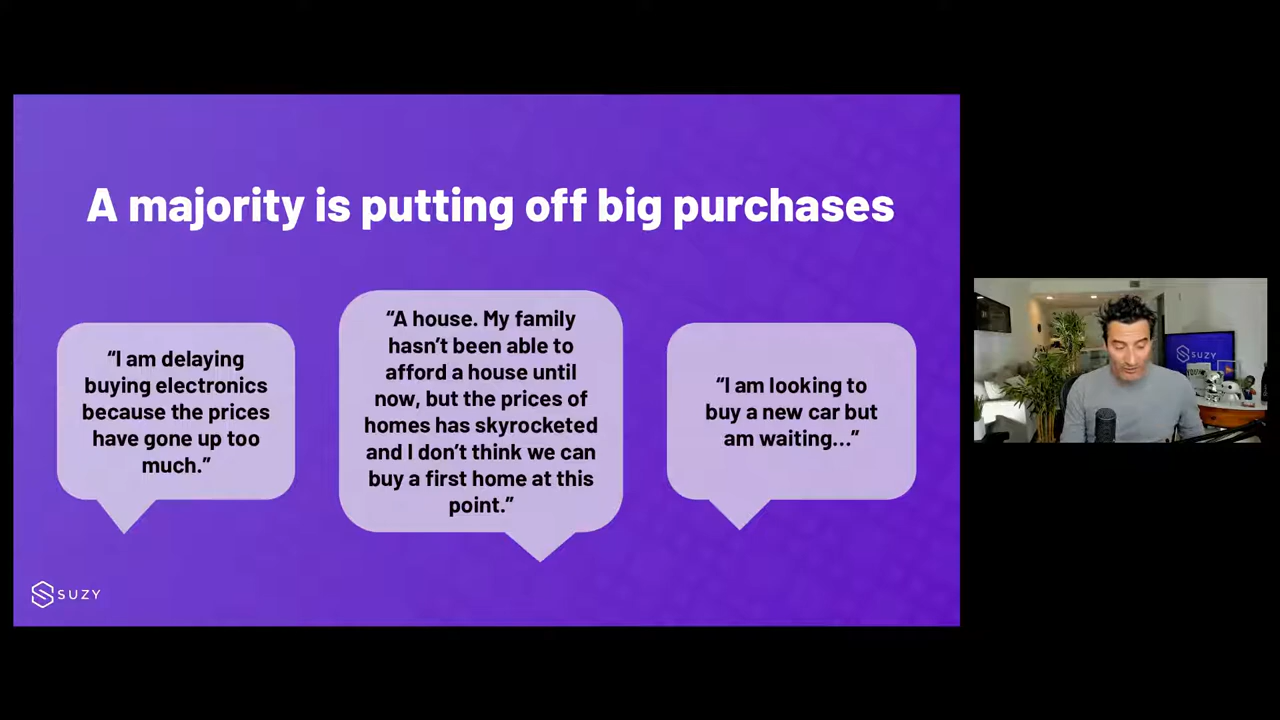 A majority is putting off big purchases
“I am delaying
buying electronics
because the prices
have gone up too
much.”
“A house. My family
hasn’t been able to
afford a house until
now, but the prices of
homes has skyrocketed
and I don’t think we can
buy a first home at this
point.”
“I am looking to
buy a new car but
am waiting...”
SUZY
SUZY